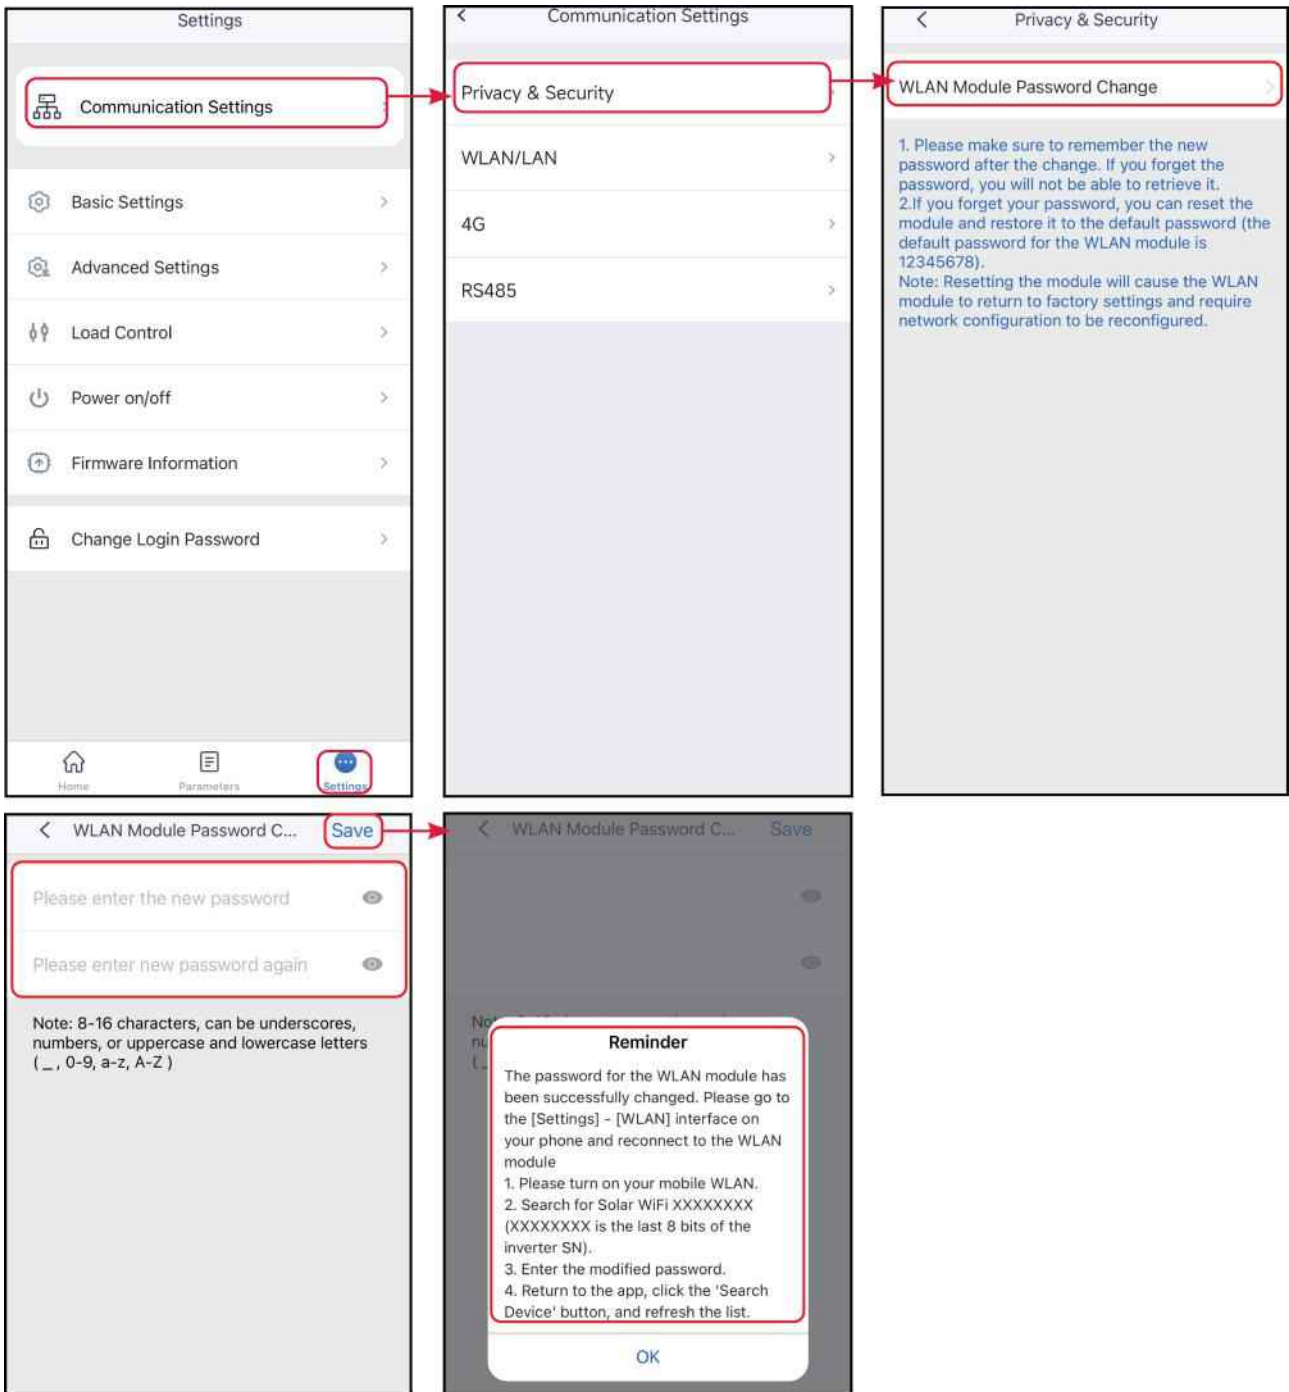 Settings
Communication Settings
Basic Settings
Advanced Settings
Load Control
Power on/off
Firmware Information
Change Login Password
Home
Parameters
Settings
Communication Settings
Privacy & Security
WLAN/LAN
4G
RS485
Privacy & Security
WLAN Module Password Change
1. Please make sure to remember the new
password after the change. If you forget the
password, you will not be able to retrieve it.
2.If you forget your password, you can reset the
module and restore it to the default password (the
default password for the WLAN module is
12345678).
Note: Resetting the module will cause the WLAN
module to return to factory settings and require
network configuration to be reconfigured.
WLAN Module Password C...
Save
Please enter the new password
Please enter new password again
Note: 8-16 characters, can be underscores,
numbers, or uppercase and lowercase letters
( _ , 0-9, a-z, A-Z )
WLAN Module Password C...
Save
Reminder
The password for the WLAN module has
been successfully changed. Please go to
the [Settings] - [WLAN] interface on
your phone and reconnect to the WLAN
module
1. Please turn on your mobile WLAN.
2. Search for Solar WiFi XXXXXXXX
(XXXXXXXX is the last 8 bits of the
inverter SN).
3. Enter the modified password.
4. Return to the app, click the 'Search
Device' button, and refresh the list.
OK